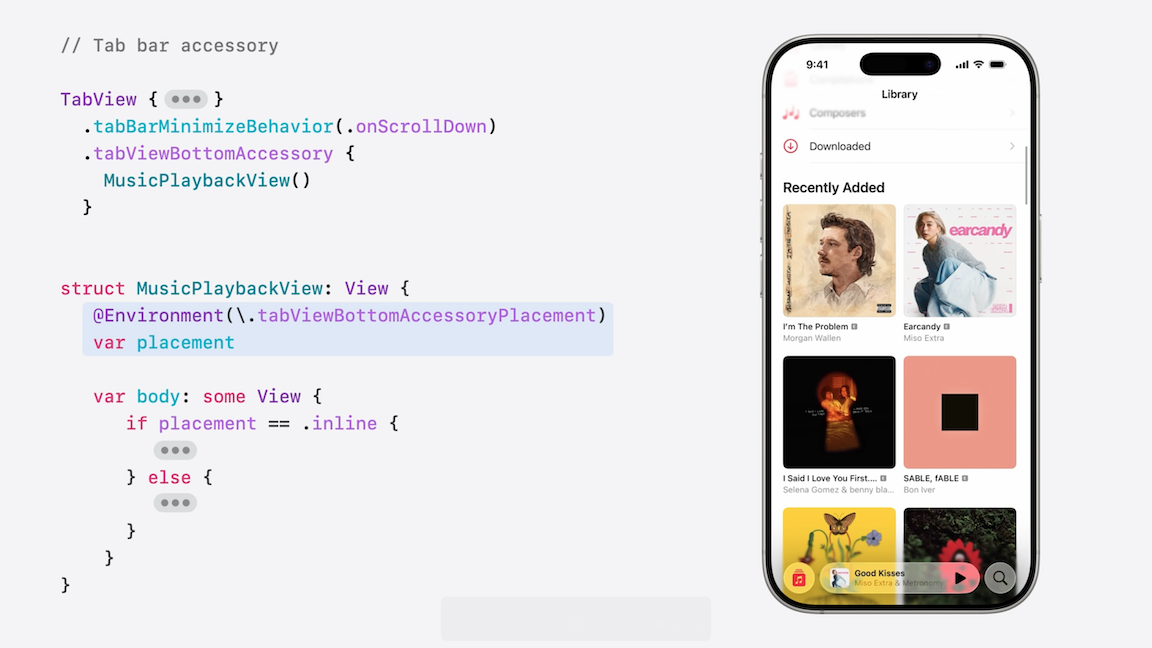 // Tab bar accessory
TabView { ••• }
.tabBarMinimizeBehavior(.onScrollDown)
.tabViewBottomAccessory {
MusicPlaybackView()
}
struct MusicPlaybackView: View {
@Environment(\.tabViewBottomAccessoryPlacement)
var placement
var body: some View {
if placement == .inline {
•••
} else {
•••
}
}
}
9:41
Library
Composers
Downloaded
Recently Added
earcandy
I'm The Problem E
Morgan Wallen
Earcandy E
Miso Extra
I Said I Love You First.... E
Selena Gomez & benny bla...
SABLE, fABLE E
Bon Iver
Good Kisses
Miso Extra & Metronomy